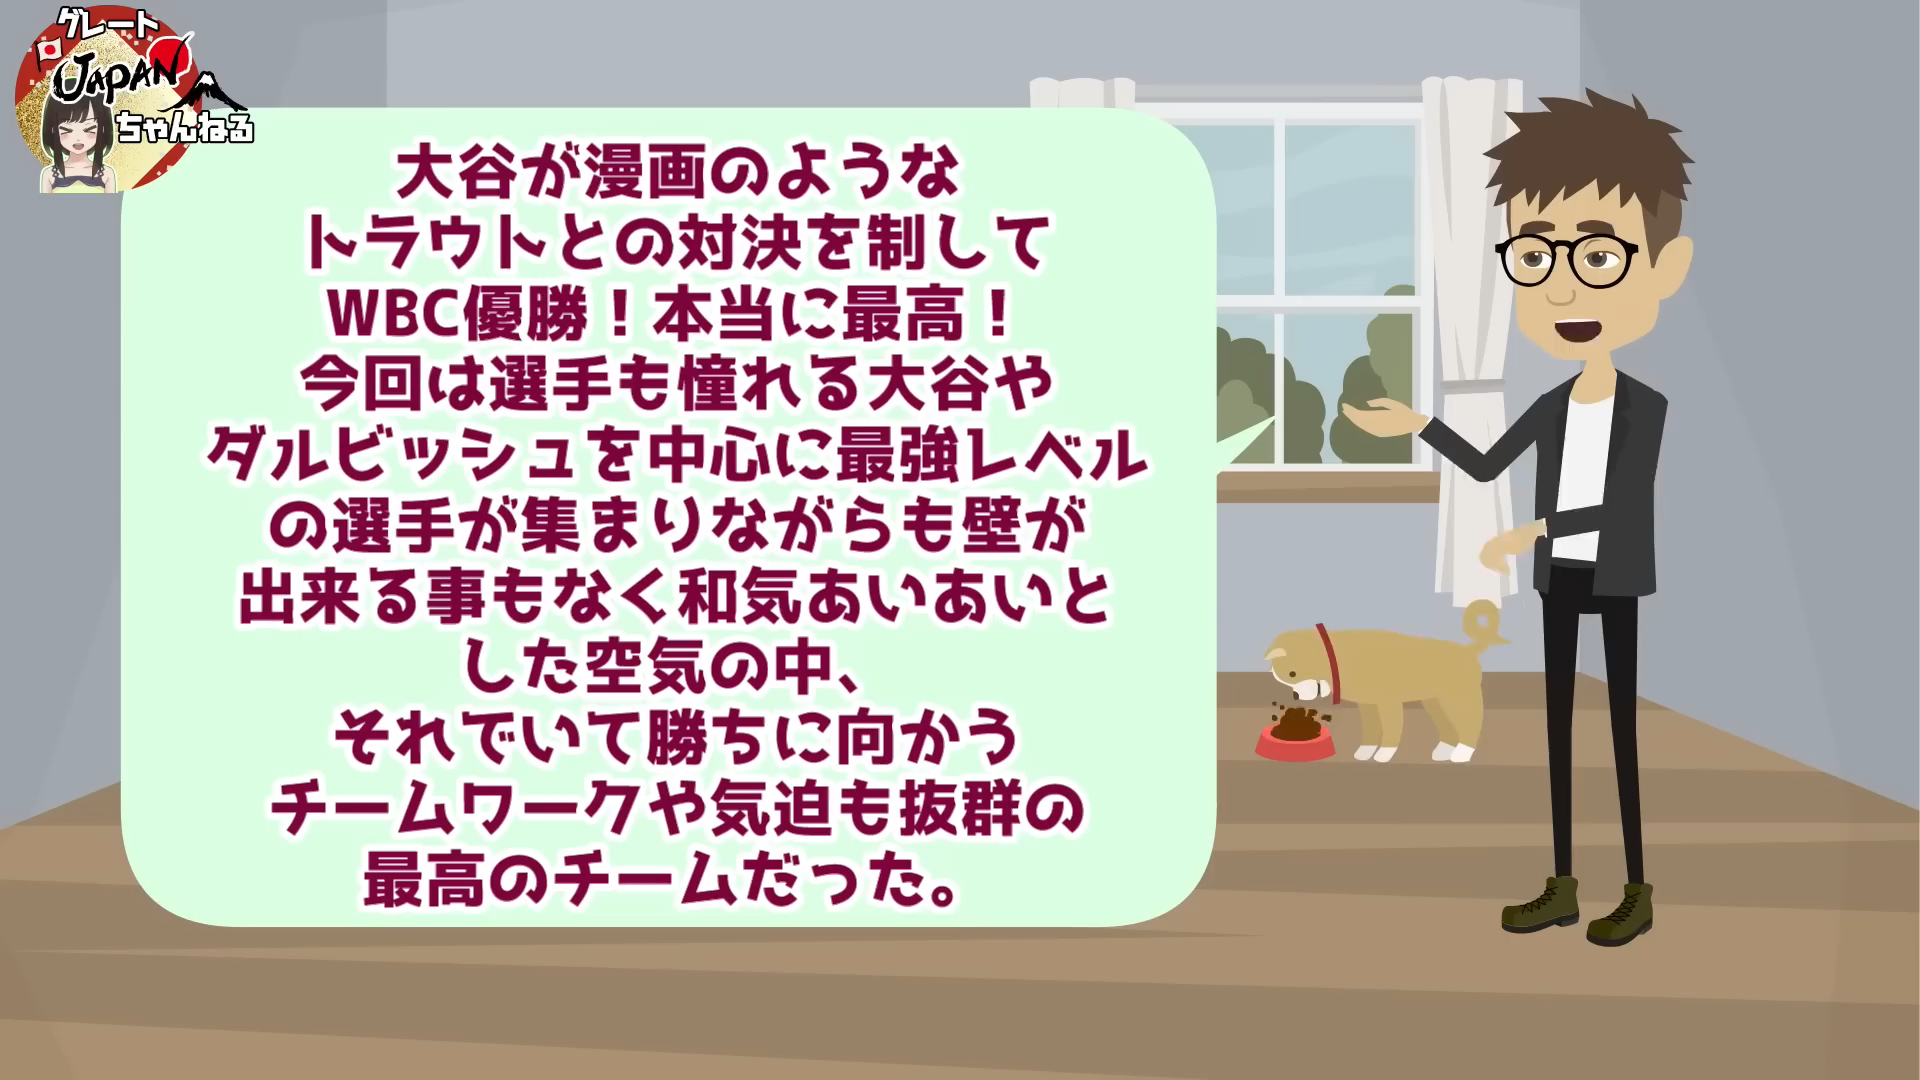 グレート
JAPAN
ちゃんねる
大谷が漫画のような
トラウトとの対決を制して
WBC優勝！本当に最高！
今回は選手も憧れる大谷や
ダルビッシュを中心に最強レベル
の選手が集まりながらも壁が
出来る事もなく和気あいあいと
した空気の中、
それでいて勝ちに向かう
チームワークや気迫も抜群の
最高のチームだった。